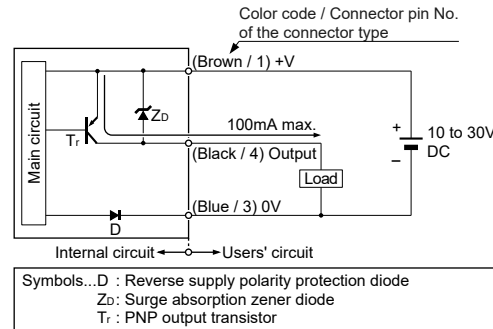 Color code / Connector pin No.
of the connector type
(Brown / 1) +V
Main circuit
Tr
ZD
100mA max.
+
10 to 30V
DC
−
(Black / 4) Output
Load
(Blue / 3) 0V
D
Internal circuit
Users' circuit
Symbols...D : Reverse supply polarity protection diode
ZD: Surge absorption zener diode
Tr : PNP output transistor